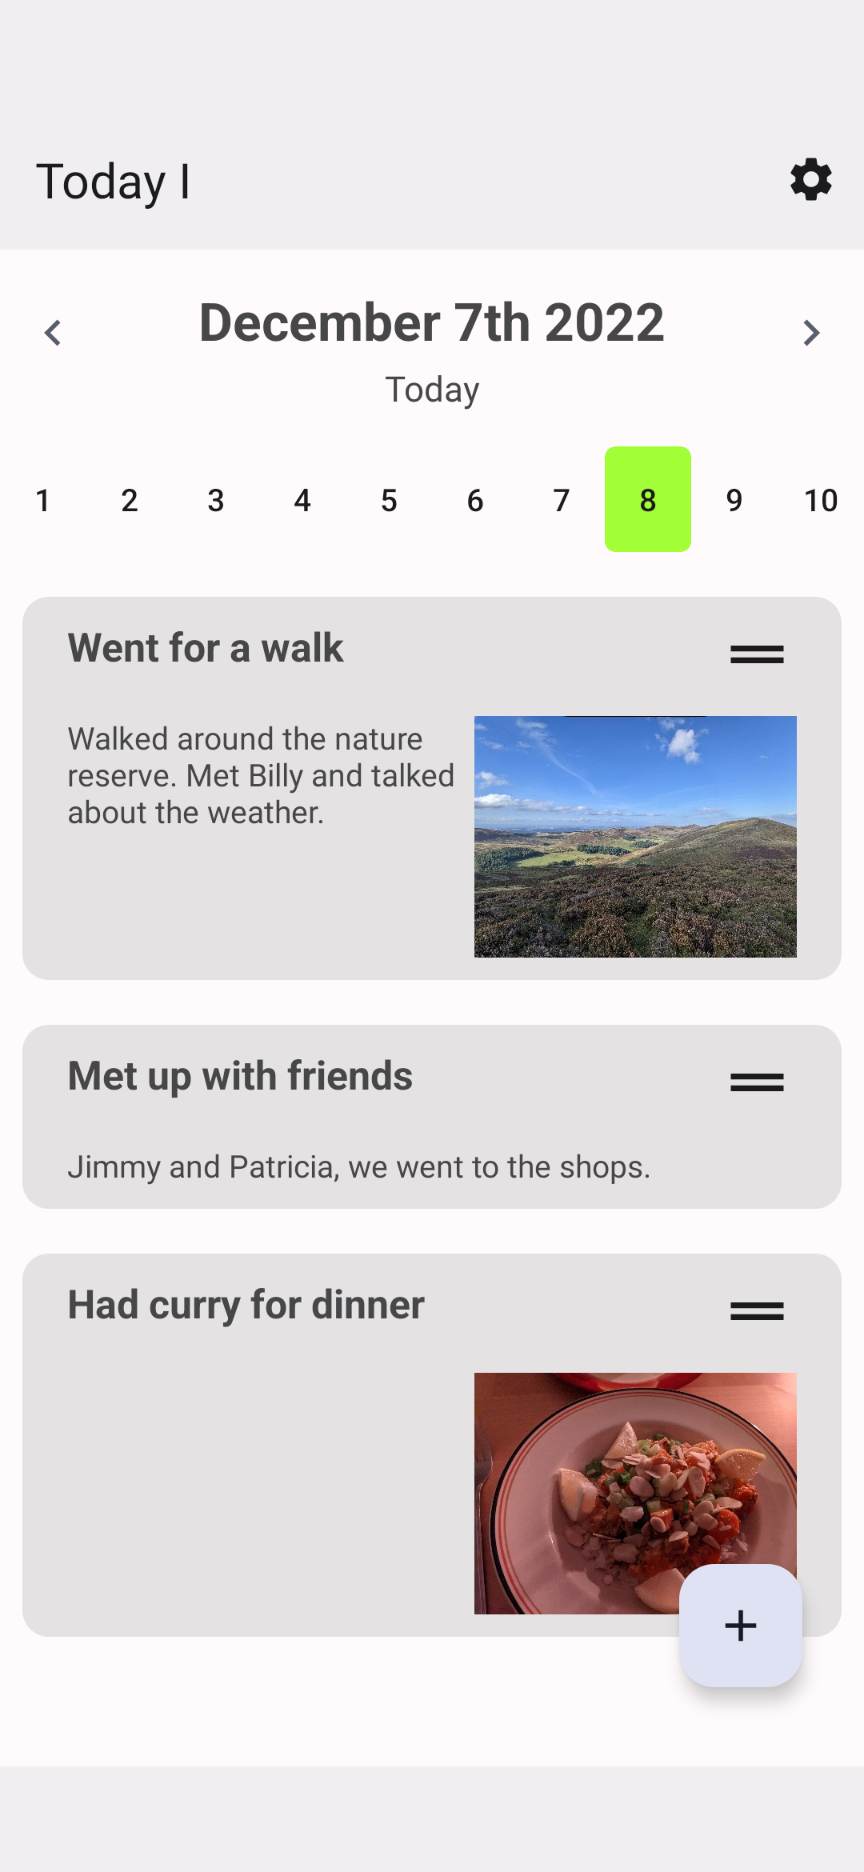 Today I
December 7th 2022
Today
1 2 3 4 5 6 7 8 9 10
Went for a walk
Walked around the nature
reserve. Met Billy and talked
about the weather.
Met up with friends
Jimmy and Patricia, we went to the shops.
Had curry for dinner